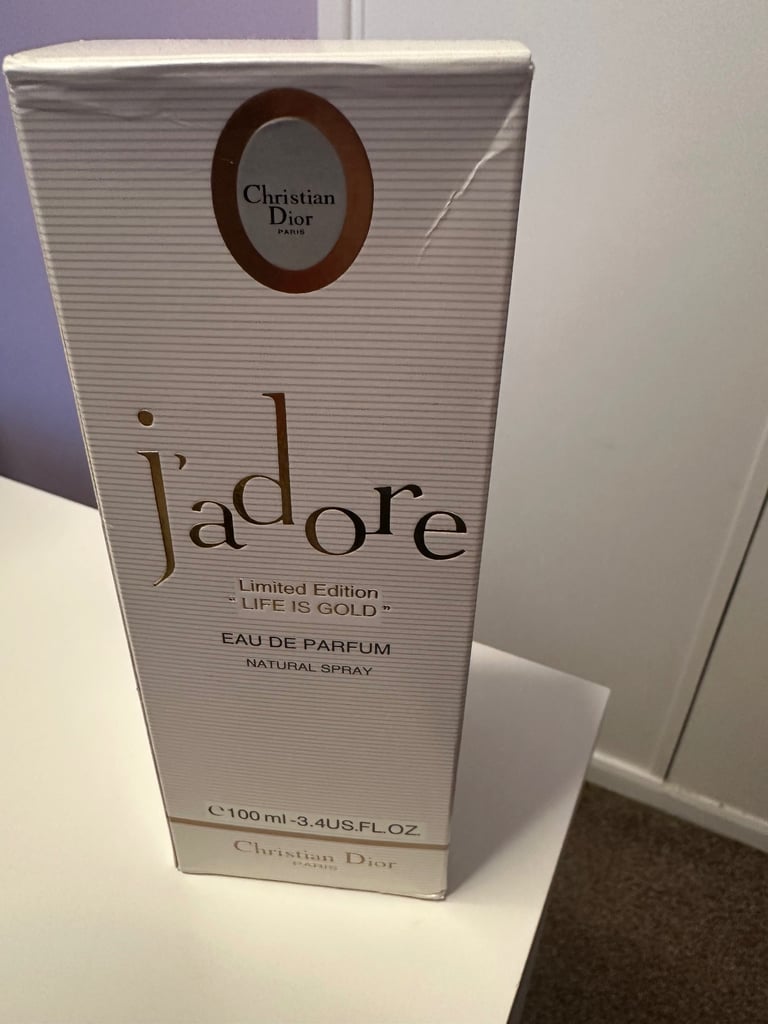 Christian
Dior
PARIS
j'adore
Limited Edition
“ LIFE IS GOLD ”
EAU DE PARFUM
NATURAL SPRAY
℮100 ml -3.4US.FL.OZ.
Christian Dior
PARIS